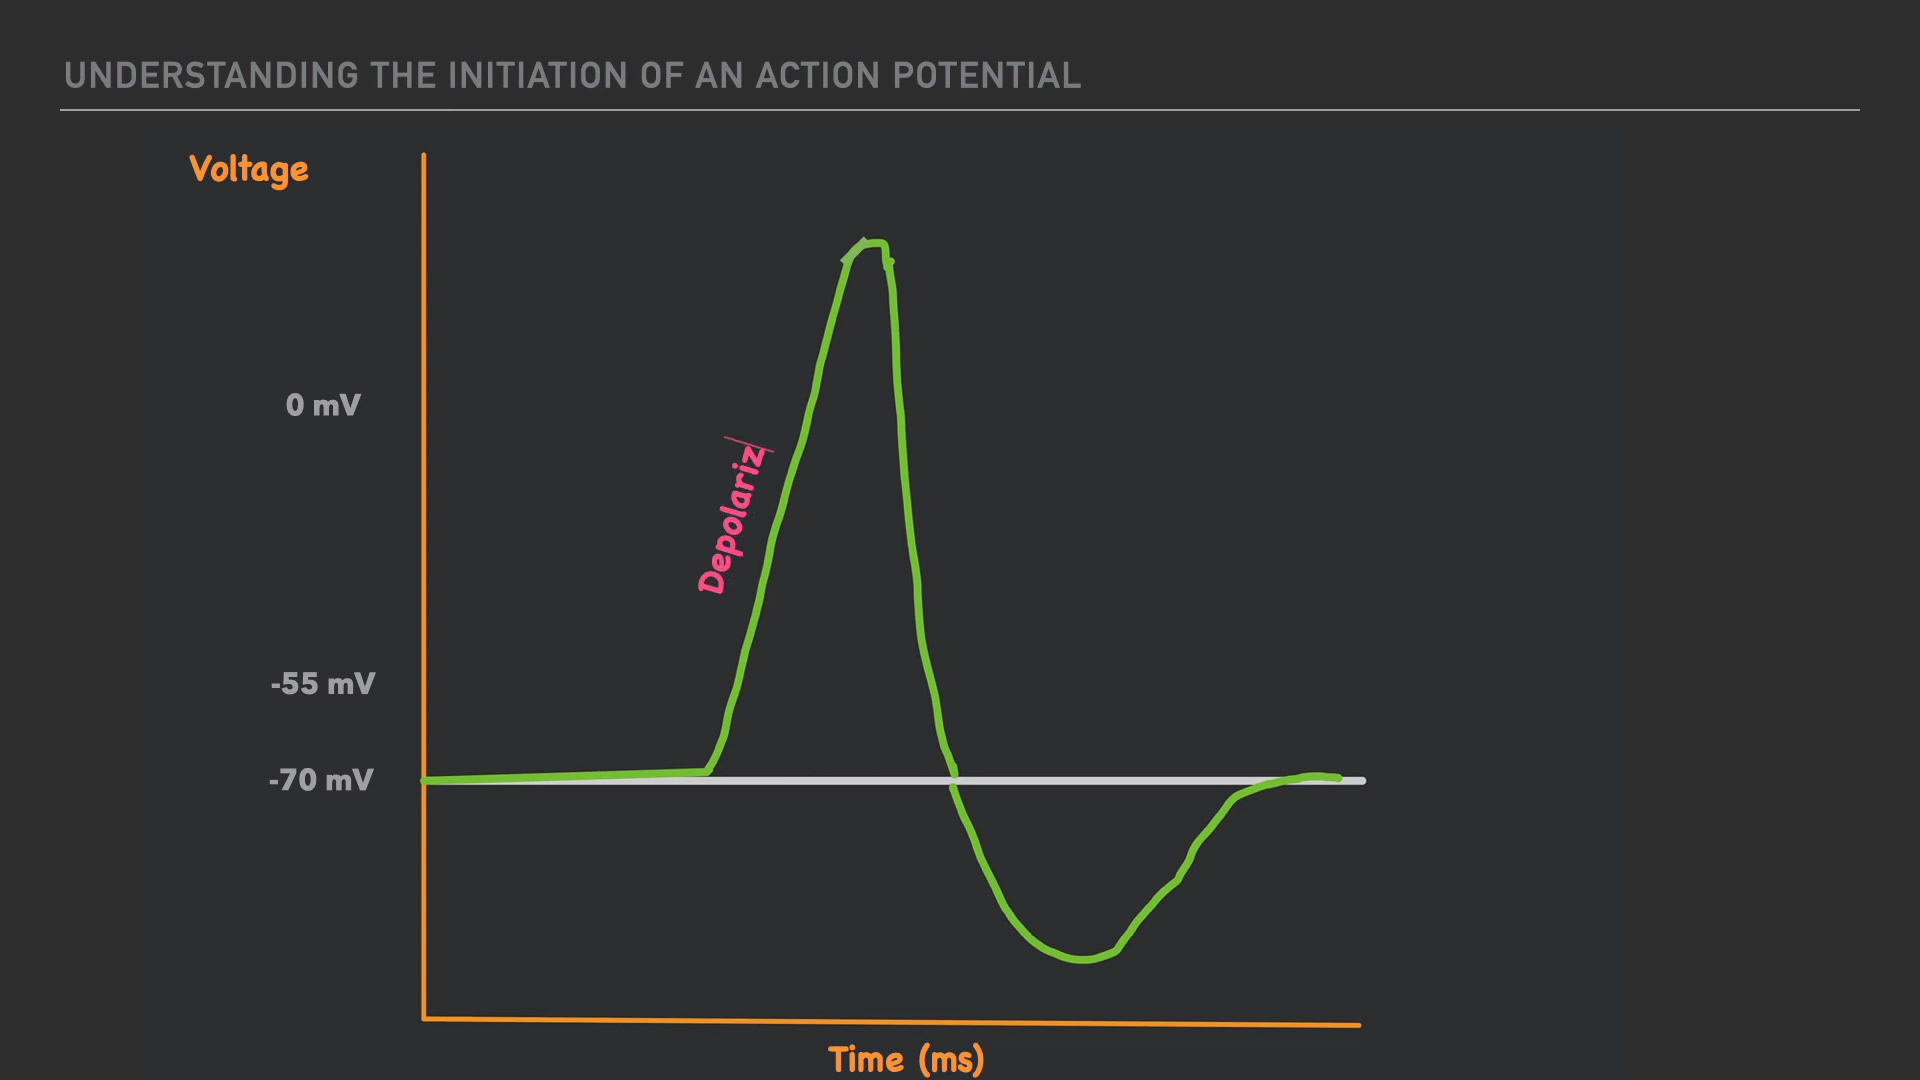 UNDERSTANDING THE INITIATION OF AN ACTION POTENTIAL
Voltage
0 mV
Depolariz
-55 mV
-70 mV
Time (ms)